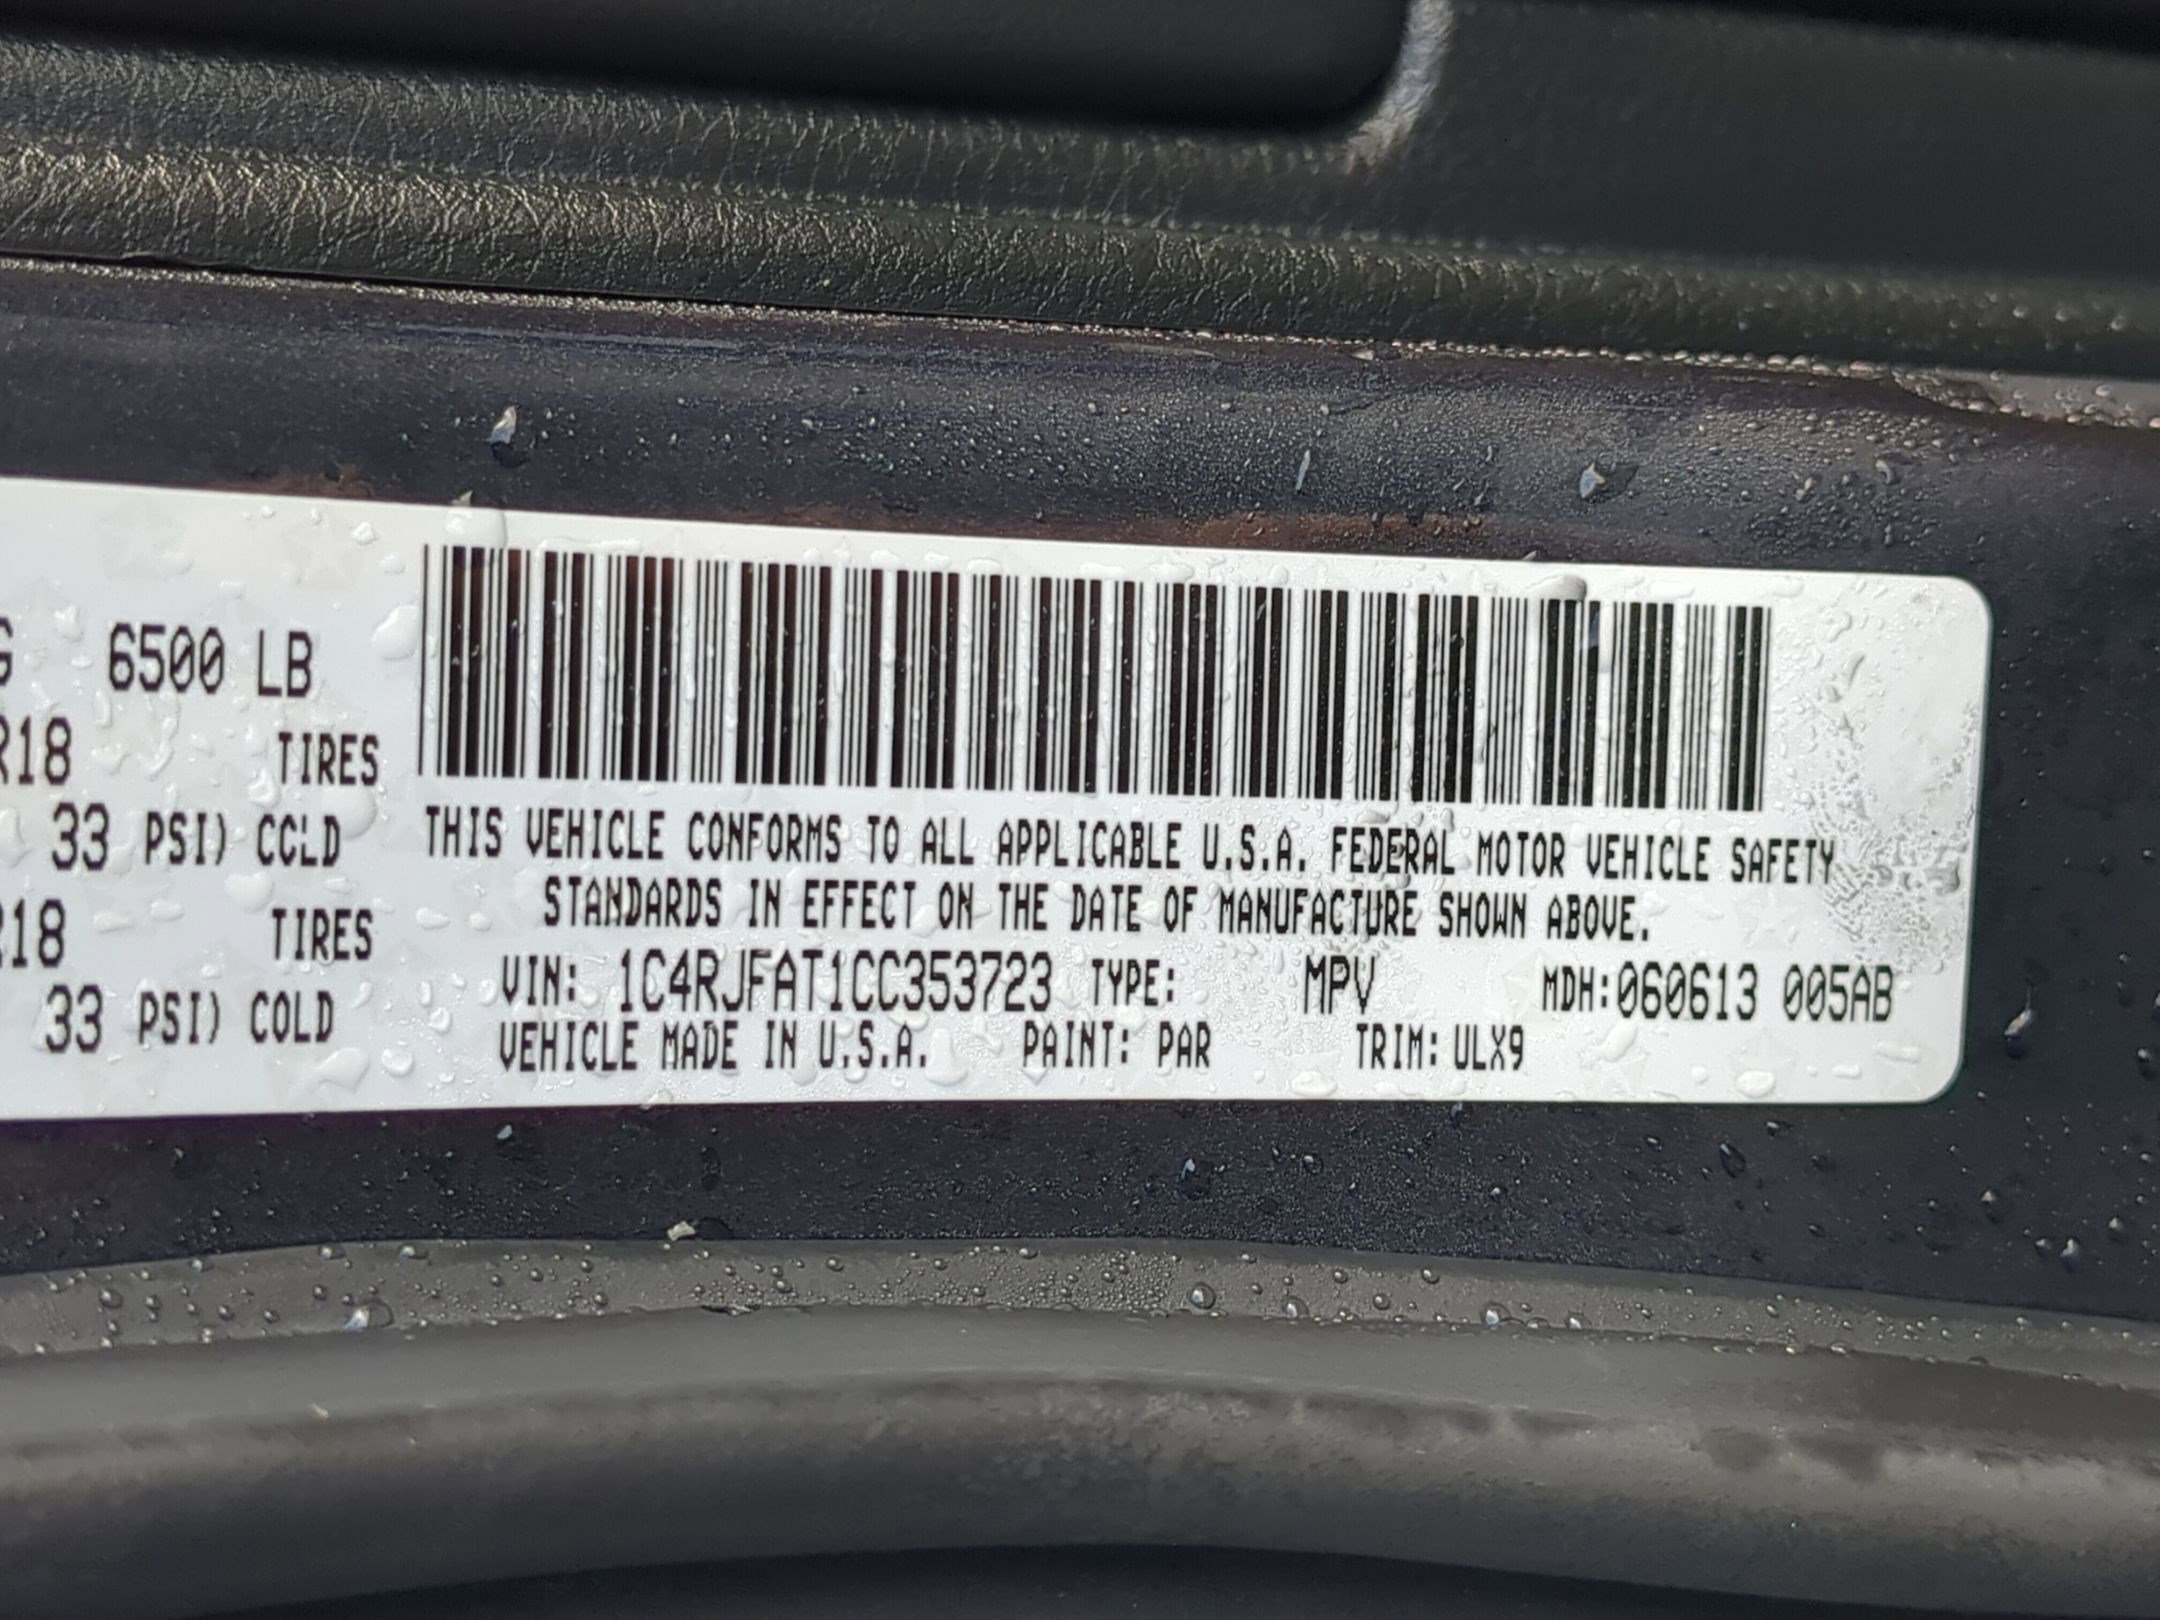 G 6500 LB
R18 TIRES
33 PSI) COLD
R18 TIRES
33 PSI) COLD
THIS VEHICLE CONFORMS TO ALL APPLICABLE U.S.A. FEDERAL MOTOR VEHICLE SAFETY
STANDARDS IN EFFECT ON THE DATE OF MANUFACTURE SHOWN ABOVE.
VIN: 1C4RJFAT1CC353723 TYPE: MPV MDH:060613 005AB
VEHICLE MADE IN U.S.A. PAINT: PAR TRIM: ULX9